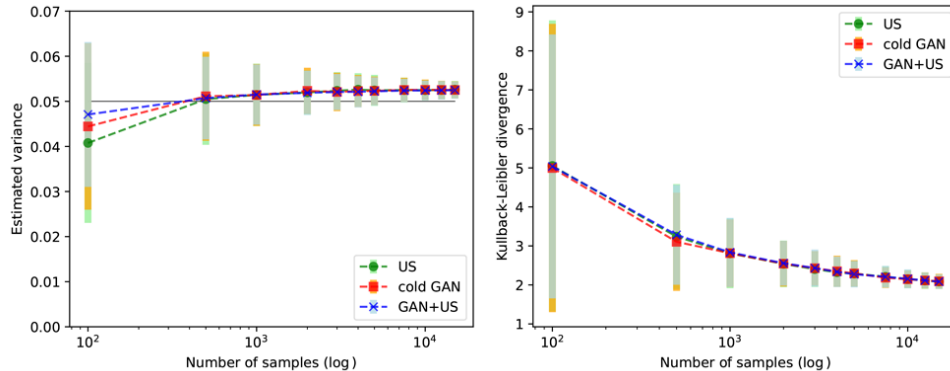 0.07
0.06
0.05
0.04
0.03
0.02
0.01
0.00
Estimated variance
10²
10³
10⁴
Number of samples (log)
US
cold GAN
GAN+US
9
8
7
6
5
4
3
2
1
Kullback-Leibler divergence
10²
10³
10⁴
Number of samples (log)
US
cold GAN
GAN+US